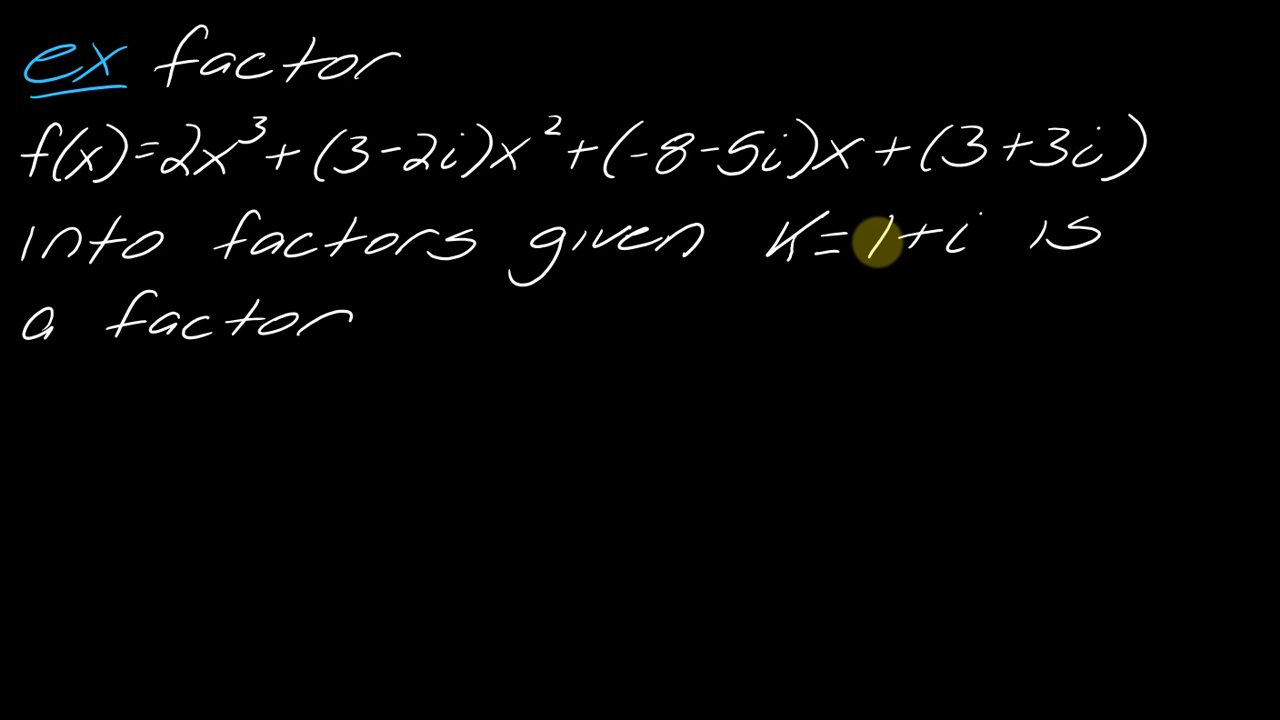 ex factor
f(x)=2x³+(3-2i)x²+(-8-5i)x+(3+3i)
into factors given K=1+i is
a factor